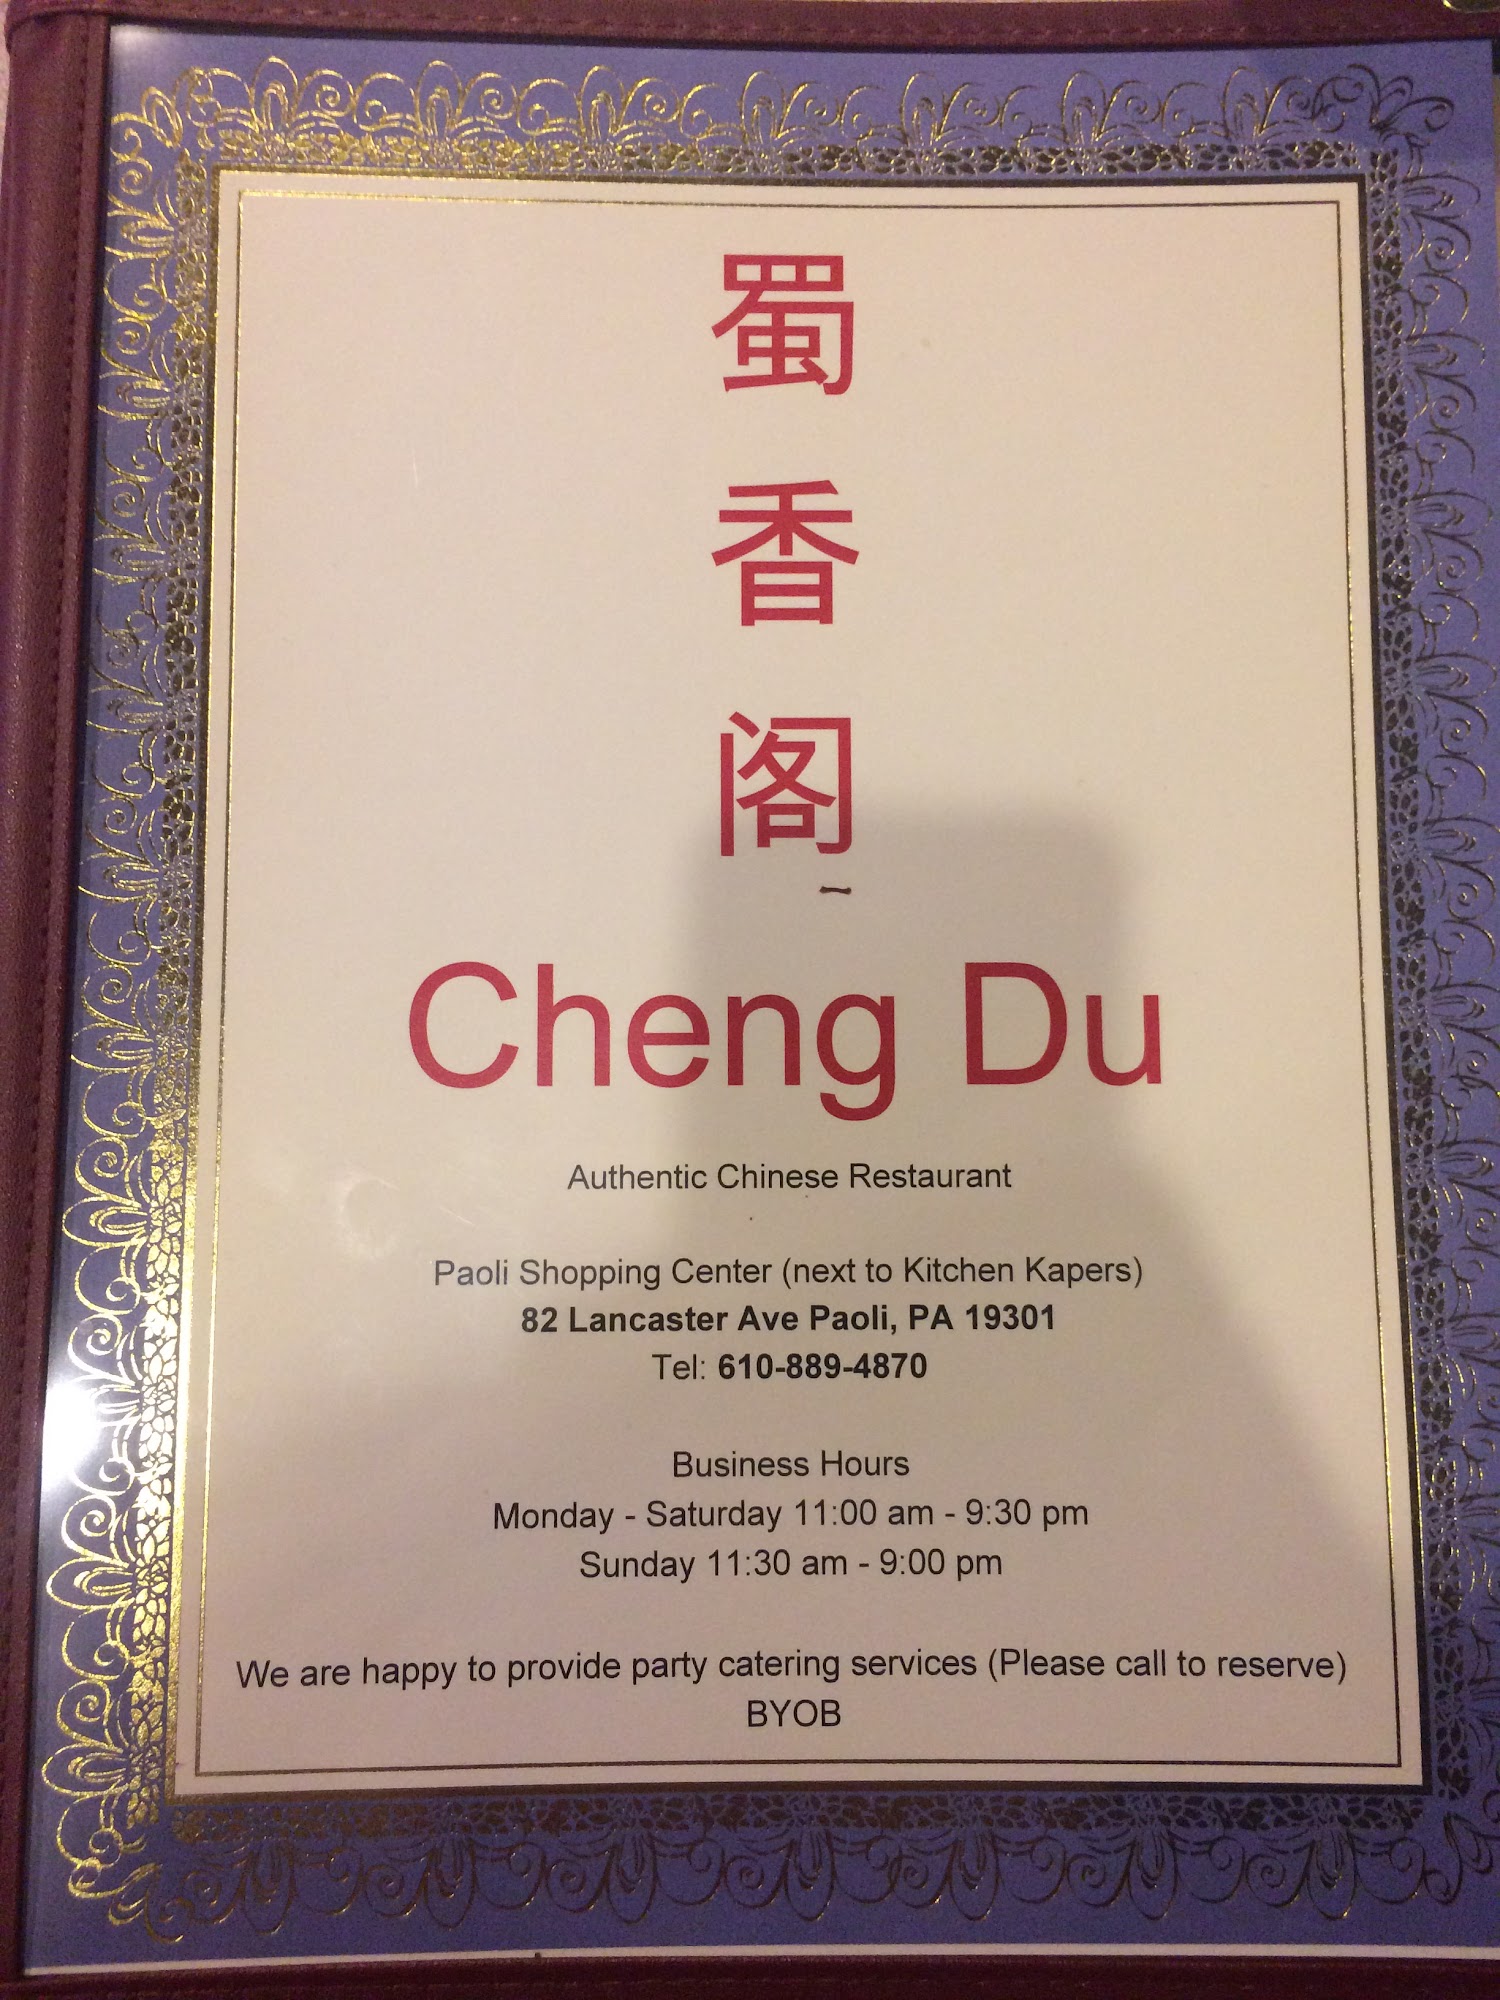 蜀
香
阁
Cheng Du
Authentic Chinese Restaurant
Paoli Shopping Center (next to Kitchen Kapers)
82 Lancaster Ave Paoli, PA 19301
Tel: 610-889-4870
Business Hours
Monday - Saturday 11:00 am - 9:30 pm
Sunday 11:30 am - 9:00 pm
We are happy to provide party catering services (Please call to reserve)
BYOB